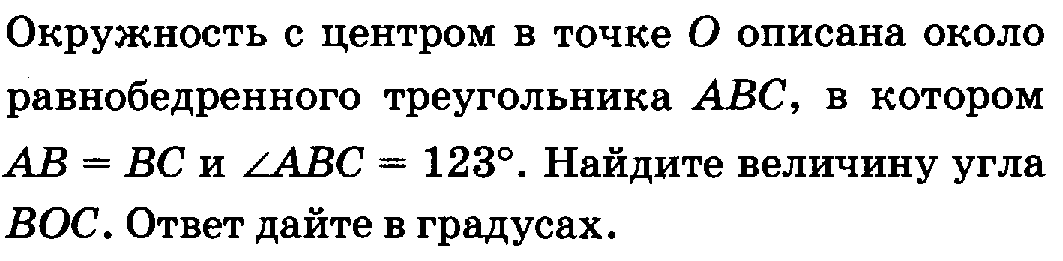 Окружность с центром в точке O описана около
равнобедренного треугольника ABC, в котором
AB = BC и ∠ABC = 123°. Найдите величину угла
BOC. Ответ дайте в градусах.